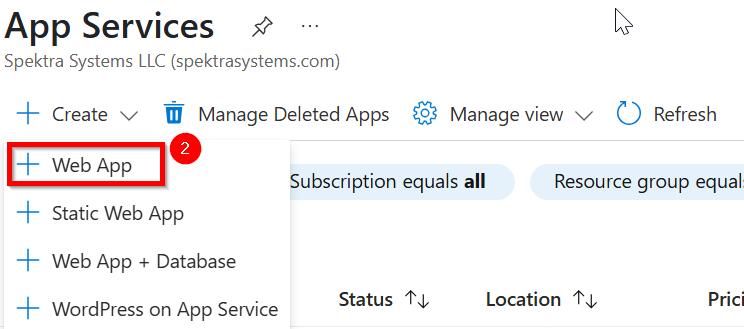 App Services
Spektra Systems LLC (spektrasystems.com)
Create Manage Deleted Apps Manage view Refresh
Web App 2
Subscription equals all Resource group equals
Static Web App
Web App + Database
WordPress on App Service
Status Location Prici